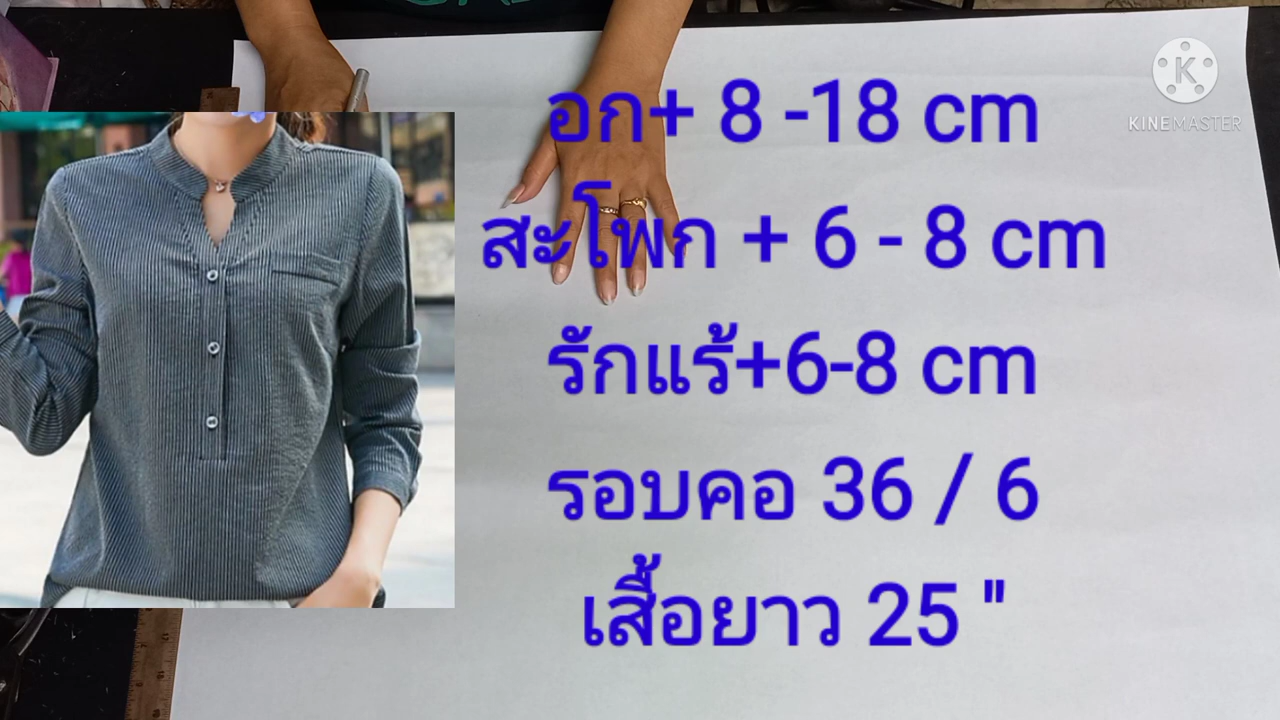 อก+ 8 -18 cm
สะโพก + 6 - 8 cm
รักแร้+6-8 cm
รอบคอ 36 / 6
เสื้อยาว 25 "
K
KINEMASTER